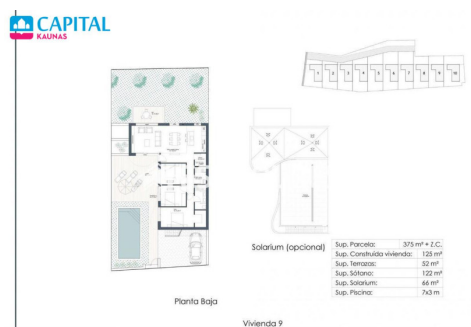 CAPITAL
KAUNAS
1 2 3 4 5 6 7 8 9 10
Solarium (opcional)
Sup. Parcela: 375 m² + Z.C.
Sup. Construida vivienda: 125 m²
Sup. Terrazas: 52 m²
Sup. Sótano: 122 m²
Sup. Solarium: 66 m²
Sup. Piscina: 7x3 m
Planta Baja
Vivienda 9